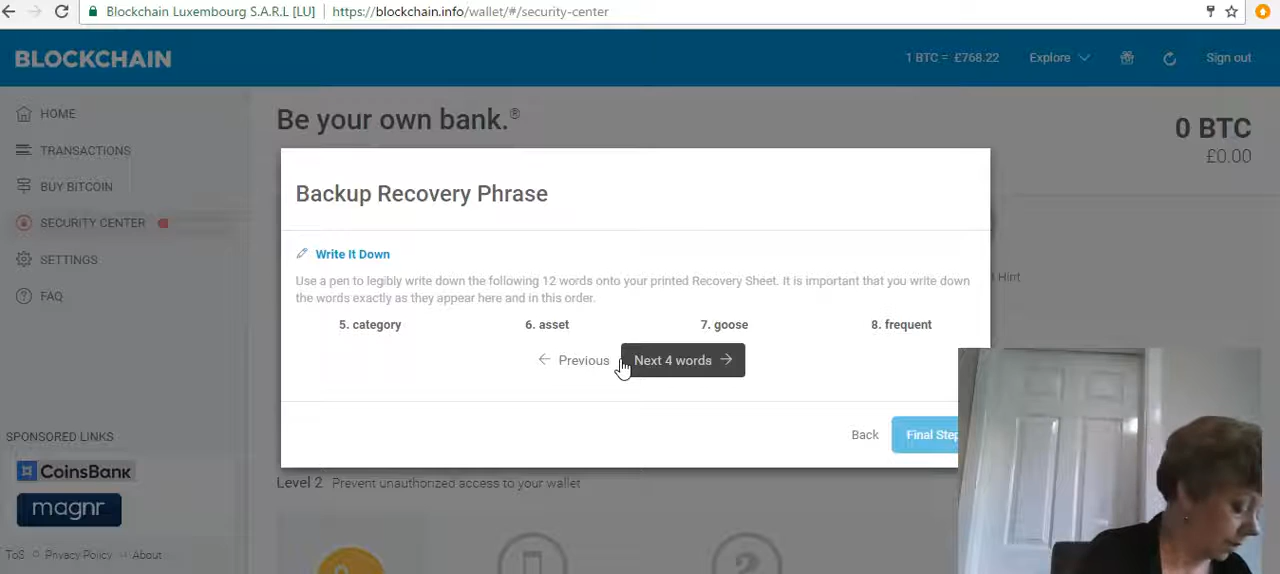 Blockchain Luxembourg S.A.R.L [LU] https://blockchain.info/wallet/#/security-center
BLOCKCHAIN 1 BTC = £768.22 Explore Sign out
HOME
TRANSACTIONS
BUY BITCOIN
SECURITY CENTER
SETTINGS
FAQ
SPONSORED LINKS
CoinsBank
magnr
ToS Privacy Policy About
Be your own bank.®
0 BTC
£0.00
Backup Recovery Phrase
Write It Down
Use a pen to legibly write down the following 12 words onto your printed Recovery Sheet. It is important that you write down
the words exactly as they appear here and in this order.
5. category 6. asset 7. goose 8. frequent
Previous Next 4 words
Back Final Step
Hint
Level 2 Prevent unauthorized access to your wallet
2